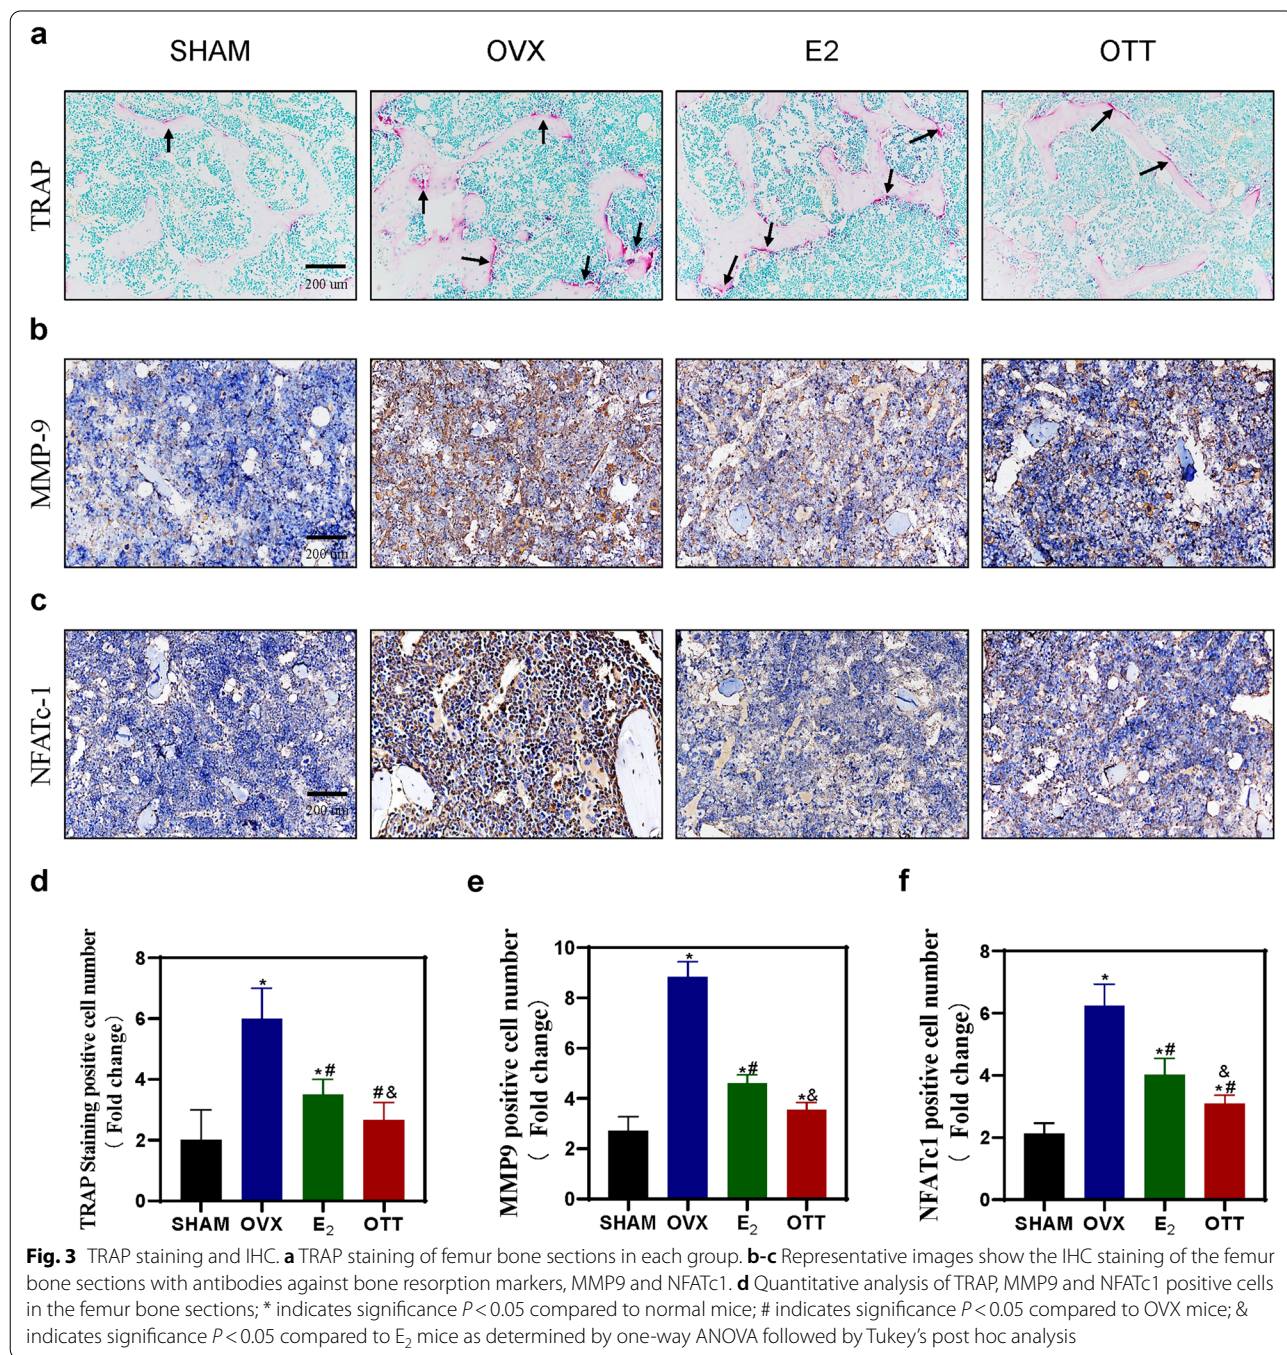 a
SHAM OVX E2 OTT
TRAP
200 um
b
MMP-9
200 um
c
NFATc-1
200 um
d
TRAP Staining positive cell number
( Fold change)
8
6
4
2
0
*
*#
#&
SHAM OVX E2 OTT
e
MMP9 positive cell number
( Fold change)
10
8
6
4
2
0
*
*#
*&
SHAM OVX E2 OTT
f
NFATc1 positive cell number
( Fold change)
8
6
4
2
0
*
*#
&
*#
SHAM OVX E2 OTT
Fig. 3 TRAP staining and IHC. a TRAP staining of femur bone sections in each group. b-c Representative images show the IHC staining of the femur
bone sections with antibodies against bone resorption markers, MMP9 and NFATc1. d Quantitative analysis of TRAP, MMP9 and NFATc1 positive cells
in the femur bone sections; * indicates significance P < 0.05 compared to normal mice; # indicates significance P < 0.05 compared to OVX mice; &
indicates significance P < 0.05 compared to E2 mice as determined by one-way ANOVA followed by Tukey's post hoc analysis